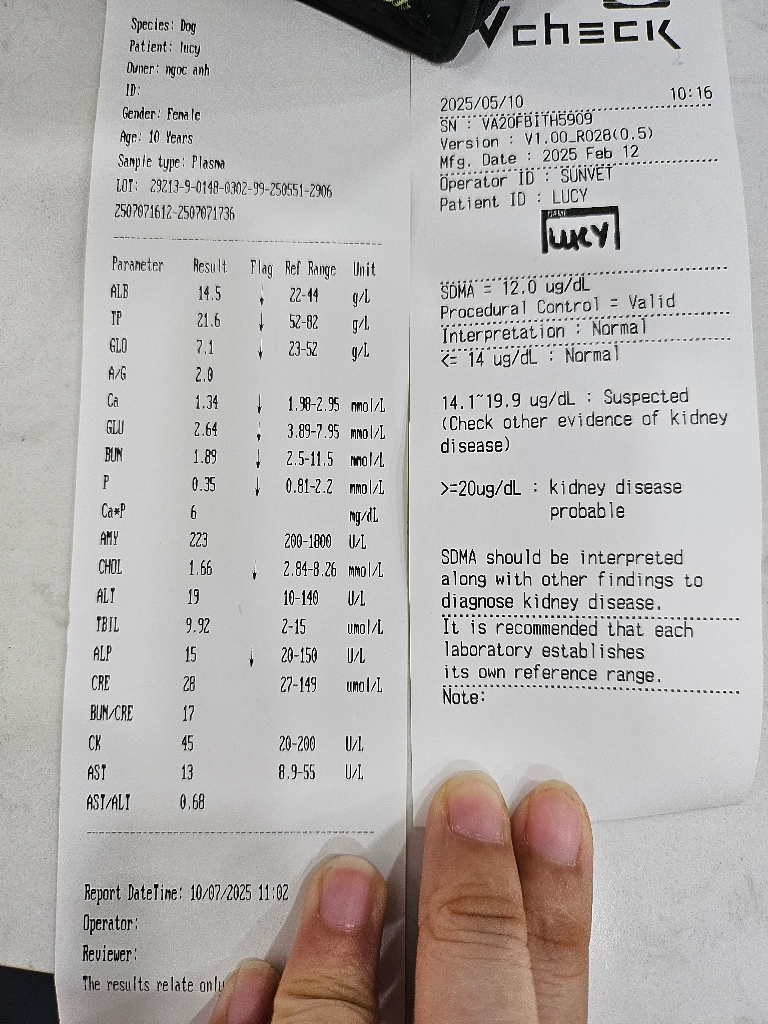 Species: Dog
Patient: lucy
Owner: ngoc anh
ID:
Gender: Female
Age: 10 Years
Sample type: Plasma
LOT: 29213-9-0148-0302-99-250551-2906
2507071612-2507071736
Parameter Result Flag Ref Range Unit
ALB 14.5 ↓ 22-44 g/L
TP 21.6 ↓ 52-82 g/L
GLO 7.1 ↓ 23-52 g/L
A/G 2.0
Ca 1.34 ↓ 1.98-2.95 mmol/L
GLU 2.64 ↓ 3.89-7.95 mmol/L
BUN 1.89 ↓ 2.5-11.5 mmol/L
P 0.35 ↓ 0.81-2.2 mmol/L
Ca*P 6 mg/dL
AMY 223 200-1800 U/L
CHOL 1.66 ↓ 2.84-8.26 mmol/L
ALT 19 10-140 U/L
TBIL 9.92 2-15 umol/L
ALP 15 ↓ 20-150 U/L
CRE 28 27-149 umol/L
BUN/CRE 17
CK 45 20-200 U/L
AST 13 8.9-55 U/L
AST/ALT 0.68
Report DateTime: 10/07/2025 11:02
Operator:
Reviewer:
The results relate only
Vcheck
2025/05/10 10:16
SN : VA20FBITH5909
Version : V1.00_R028(0.5)
Mfg. Date : 2025 Feb 12
Operator ID : SUNVET
Patient ID : LUCY
LUCY
SDMA = 12.0 ug/dL
Procedural Control = Valid
Interpretation : Normal
<= 14 ug/dL : Normal
14.1~19.9 ug/dL : Suspected
(Check other evidence of kidney
disease)
>=20ug/dL : kidney disease
probable
SDMA should be interpreted
along with other findings to
diagnose kidney disease.
It is recommended that each
laboratory establishes
its own reference range.
Note: